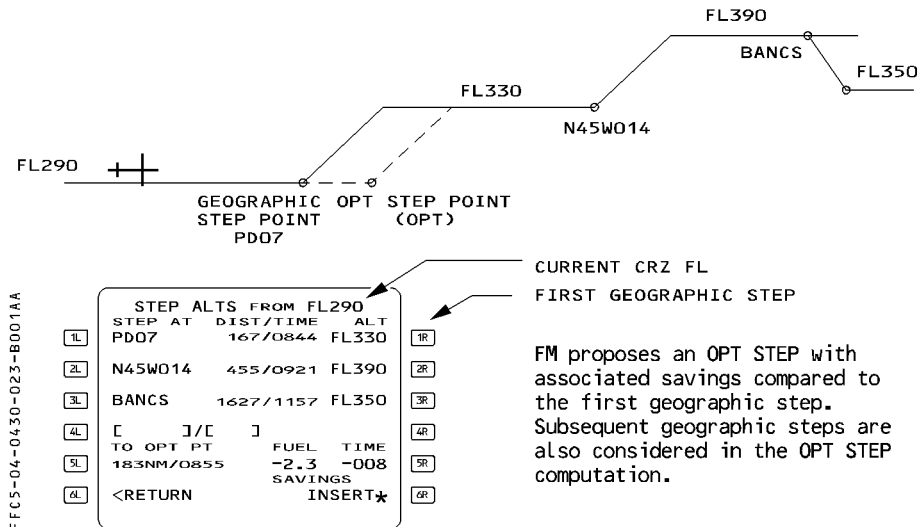 FL390
BANCS
FL350
FL330
N45W014
FL290
GEOGRAPHIC OPT STEP POINT
STEP POINT (OPT)
PD07
CURRENT CRZ FL
FIRST GEOGRAPHIC STEP
STEP ALTS FROM FL290
STEP AT DIST/TIME ALT
1L PD07 167/0844 FL330 1R
2L N45W014 455/0921 FL390 2R
3L BANCS 1627/1157 FL350 3R
4L [ ]/[ ] 4R
TO OPT PT FUEL TIME
5L 183NM/0855 -2.3 -008 5R
SAVINGS
6L <RETURN INSERT* 6R
FM proposes an OPT STEP with
associated savings compared to
the first geographic step.
Subsequent geographic steps are
also considered in the OPT STEP
computation.
FFC5-04-0430-023-B001AA